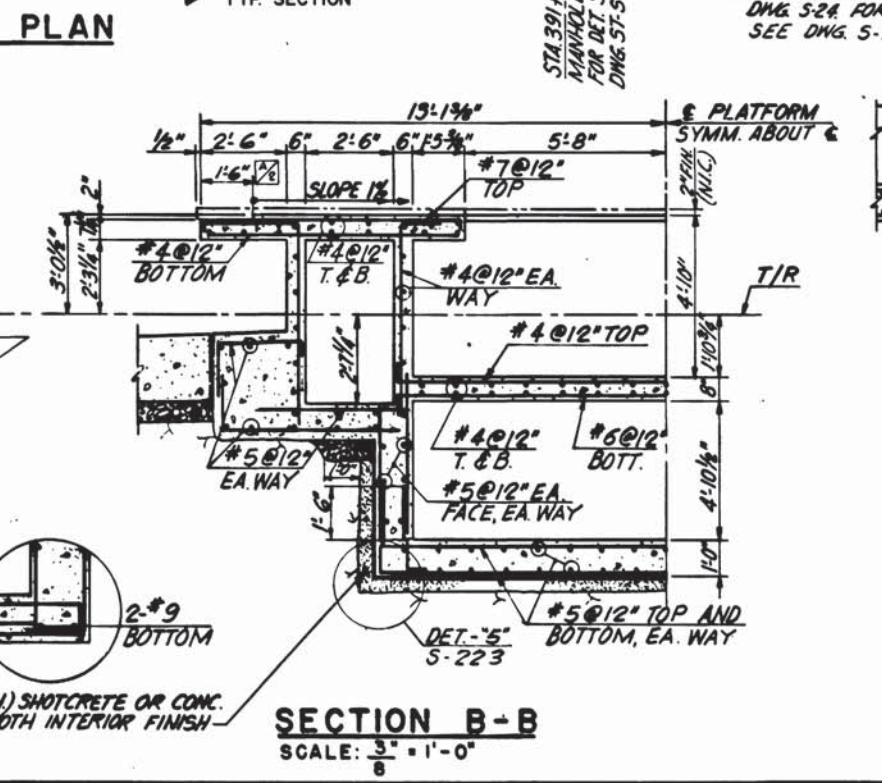 TYP. SECTION
PLAN
STA.391+
MANHOLE
FOR DET.
DWG. ST-5
DWG. S-24. FOR
SEE DWG. S-
13'-1 3/8"
℄ PLATFORM
SYMM. ABOUT ℄
1/2" 2'-6" 6" 2'-6" 6" 5'-8"
1'-6" A/2
#7@12"
TOP
SLOPE
2" FIN.
(N.I.C.)
2"
3'-0 1/2"
2'-3 1/4"
#4@12"
BOTTOM
#4@12"
T. & B.
#4@12" EA.
WAY
4'-10"
T/R
#4@12" TOP
2'-7 1/4"
1'-10 3/4"
8"
#4@12"
T. & B.
#6@12"
BOTT.
#5@12"
EA. WAY
1'-0"
#5@12" EA.
FACE, EA. WAY
1'-6"
4'-10 1/2"
1'-0"
2-#9
BOTTOM
DET.-"5"
S-223
#5@12" TOP AND
BOTTOM, EA. WAY
.) SHOTCRETE OR CONC.
OTH INTERIOR FINISH
SECTION B-B
SCALE: 3/8" = 1'-0"